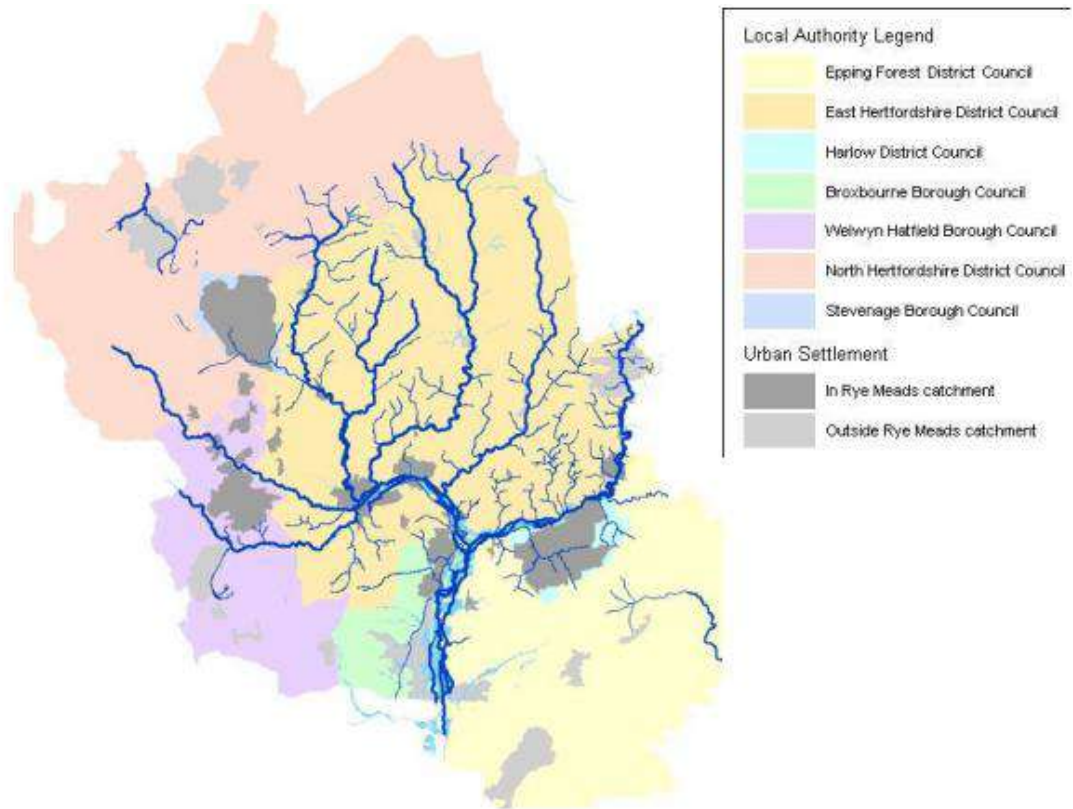 Local Authority Legend
Epping Forest District Council
East Hertfordshire District Council
Harlow District Council
Broxbourne Borough Council
Welwyn Hatfield Borough Council
North Hertfordshire District Council
Stevenage Borough Council
Urban Settlement
In Rye Meads catchment
Outside Rye Meads catchment